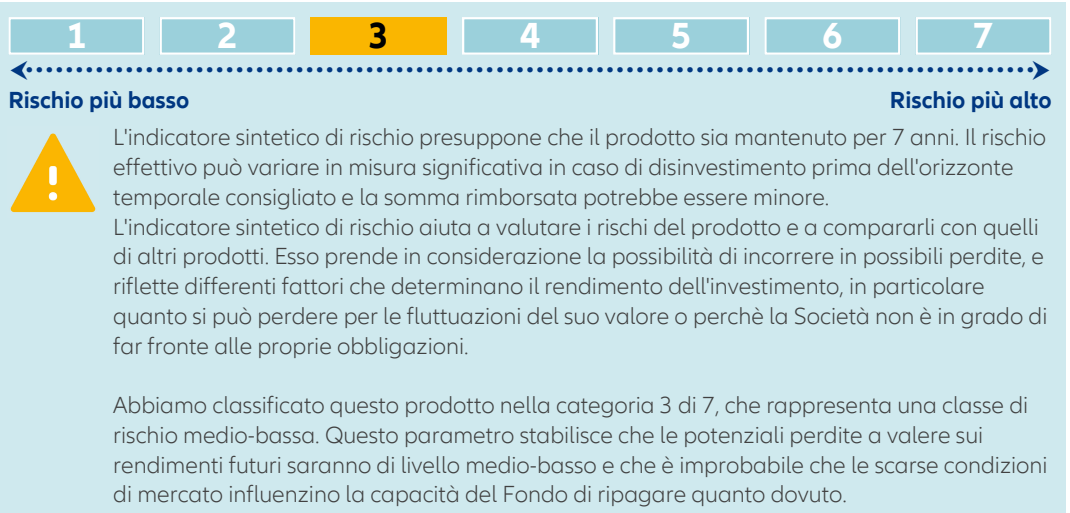 1 2 3 4 5 6 7
Rischio più basso Rischio più alto
L'indicatore sintetico di rischio presuppone che il prodotto sia mantenuto per 7 anni. Il rischio
effettivo può variare in misura significativa in caso di disinvestimento prima dell'orizzonte
temporale consigliato e la somma rimborsata potrebbe essere minore.
L'indicatore sintetico di rischio aiuta a valutare i rischi del prodotto e a compararli con quelli
di altri prodotti. Esso prende in considerazione la possibilità di incorrere in possibili perdite, e
riflette differenti fattori che determinano il rendimento dell'investimento, in particolare
quanto si può perdere per le fluttuazioni del suo valore o perchè la Società non è in grado di
far fronte alle proprie obbligazioni.
Abbiamo classificato questo prodotto nella categoria 3 di 7, che rappresenta una classe di
rischio medio-bassa. Questo parametro stabilisce che le potenziali perdite a valere sui
rendimenti futuri saranno di livello medio-basso e che è improbabile che le scarse condizioni
di mercato influenzino la capacità del Fondo di ripagare quanto dovuto.